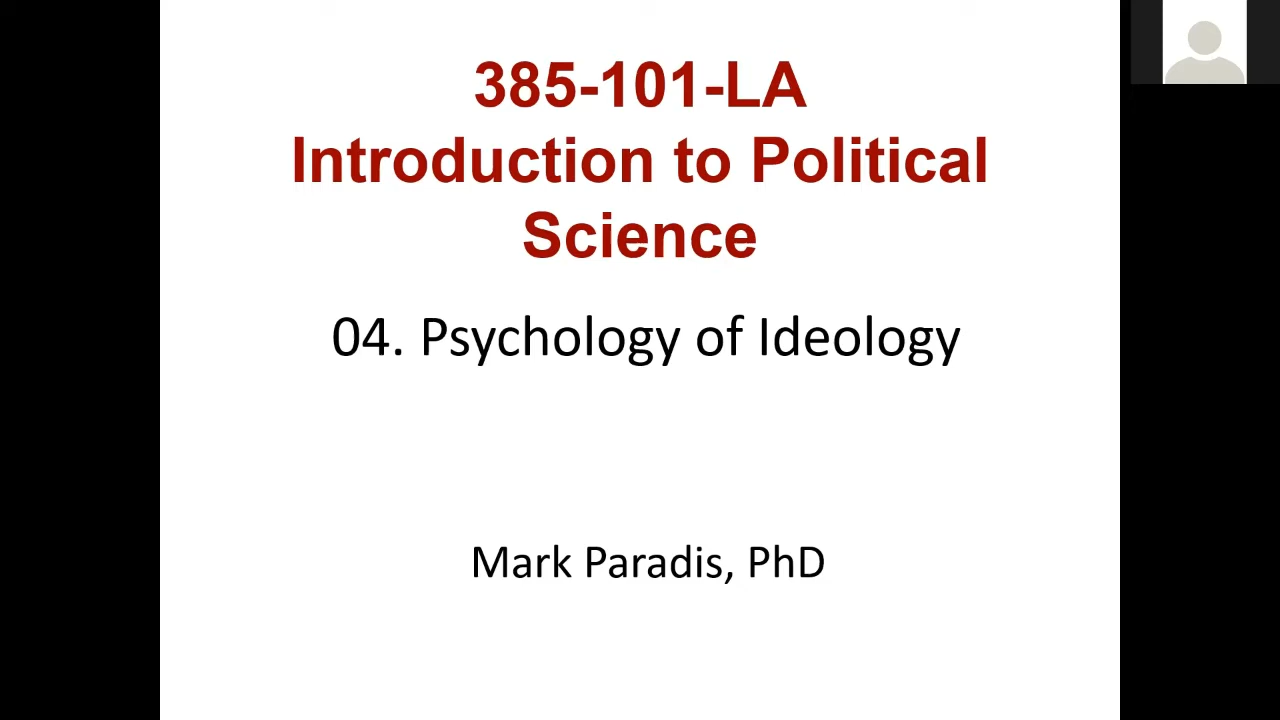 385-101-LA
Introduction to Political
Science
04. Psychology of Ideology
Mark Paradis, PhD